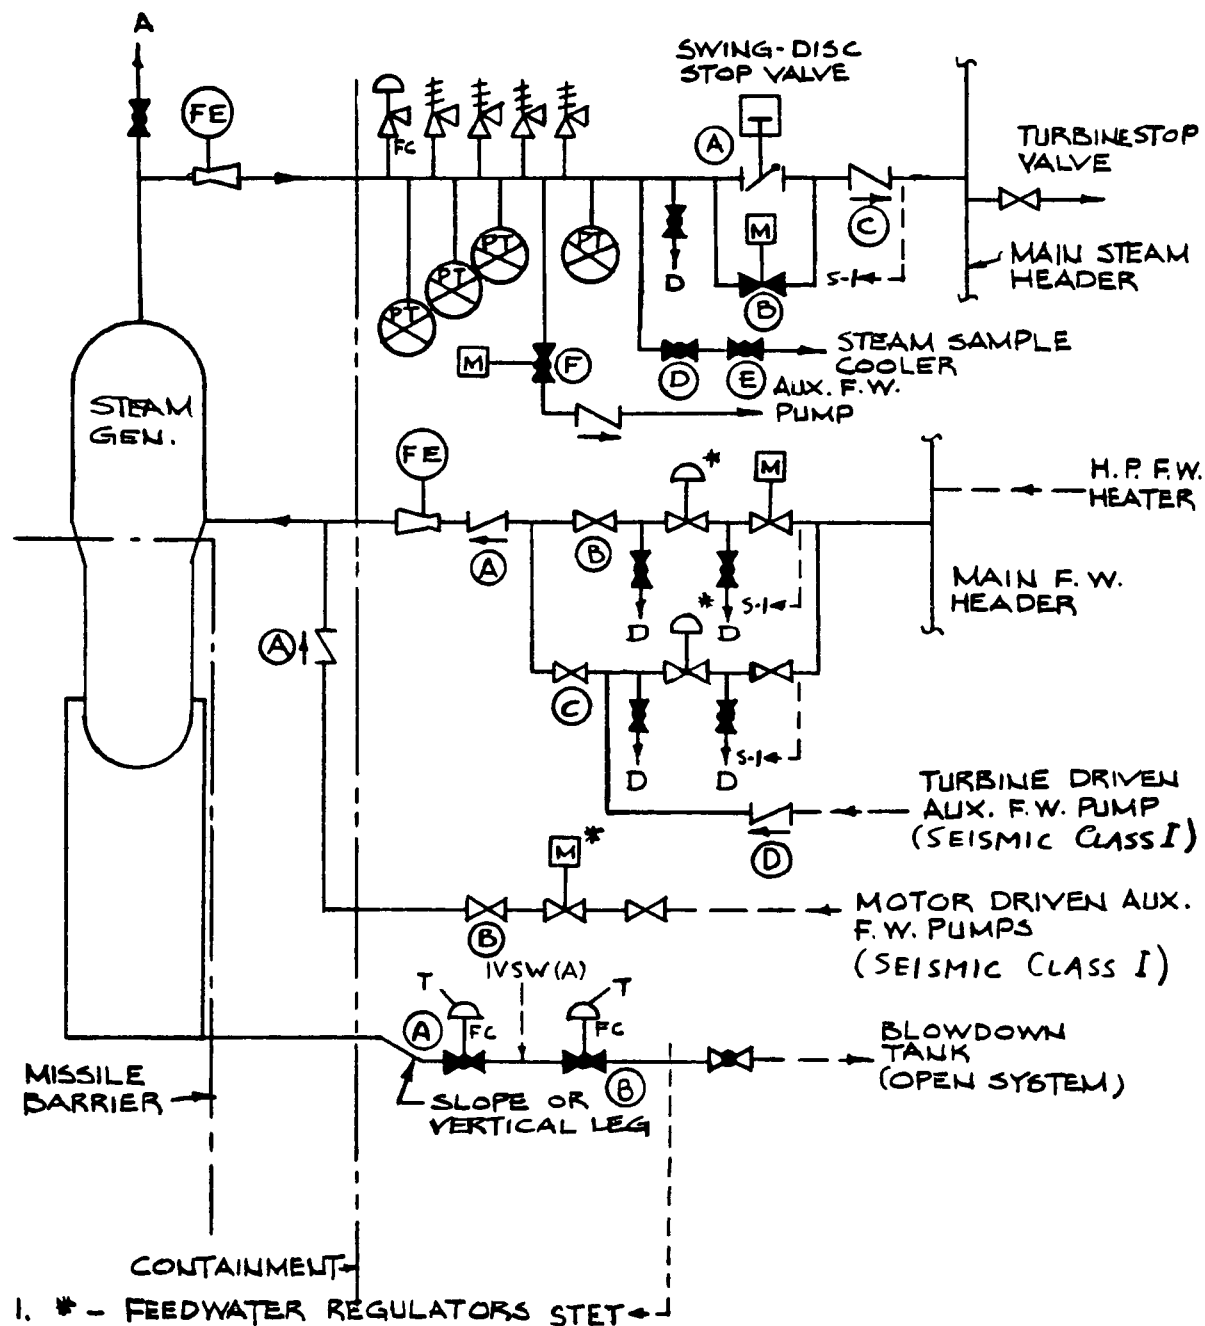 A
SWING-DISC
STOP VALVE
FE
FC
T
A
TURBINE STOP
VALVE
C
M
PT
PT
PT
PT
D
S-1
B
MAIN STEAM
HEADER
M
F
D
E
STEAM SAMPLE
COOLER
AUX. F.W.
PUMP
STEAM
GEN.
FE
*
M
H.P. F.W.
HEATER
A
B
D
D
S-1
*
MAIN F.W.
HEADER
A
C
D
D
S-1
TURBINE DRIVEN
AUX. F.W. PUMP
(SEISMIC CLASS I)
D
M
*
B
MOTOR DRIVEN AUX.
F.W. PUMPS
(SEISMIC CLASS I)
IVSW(A)
T
T
A
FC
FC
B
BLOWDOWN
TANK
(OPEN SYSTEM)
SLOPE OR
VERTICAL LEG
MISSILE
BARRIER
CONTAINMENT
1. * - FEEDWATER REGULATORS STET